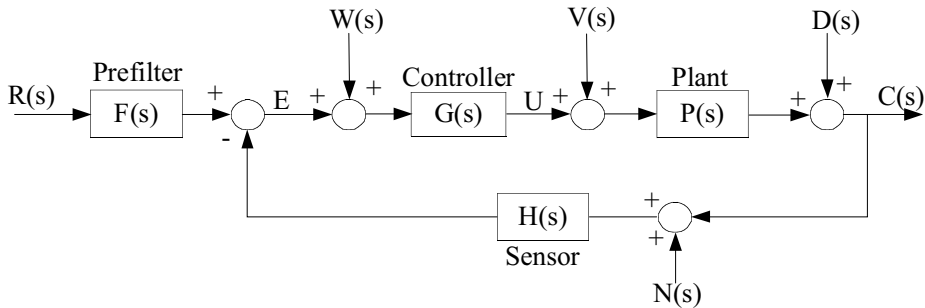 W(s)
V(s)
D(s)
Prefilter
Controller
Plant
R(s)
F(s)
+
-
E
+
+
G(s)
U
+
+
P(s)
+
+
C(s)
H(s)
+
+
Sensor
N(s)